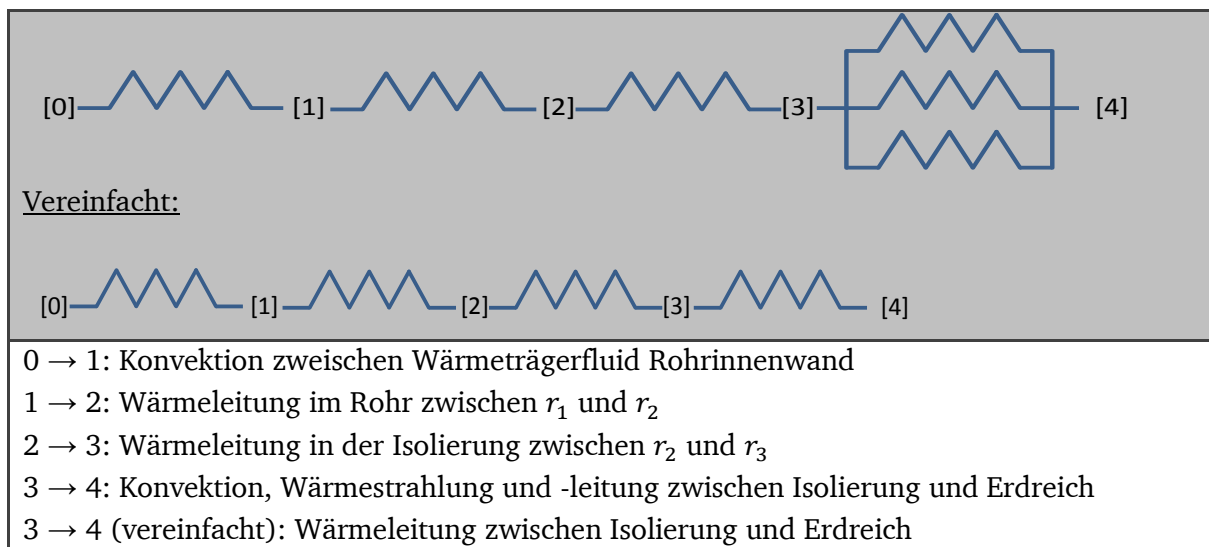 [0] [1] [2] [3] [4]
Vereinfacht:
[0] [1] [2] [3] [4]
0 → 1: Konvektion zweischen Wärmeträgerfluid Rohrinnenwand
1 → 2: Wärmeleitung im Rohr zwischen r₁ und r₂
2 → 3: Wärmeleitung in der Isolierung zwischen r₂ und r₃
3 → 4: Konvektion, Wärmestrahlung und -leitung zwischen Isolierung und Erdreich
3 → 4 (vereinfacht): Wärmeleitung zwischen Isolierung und Erdreich